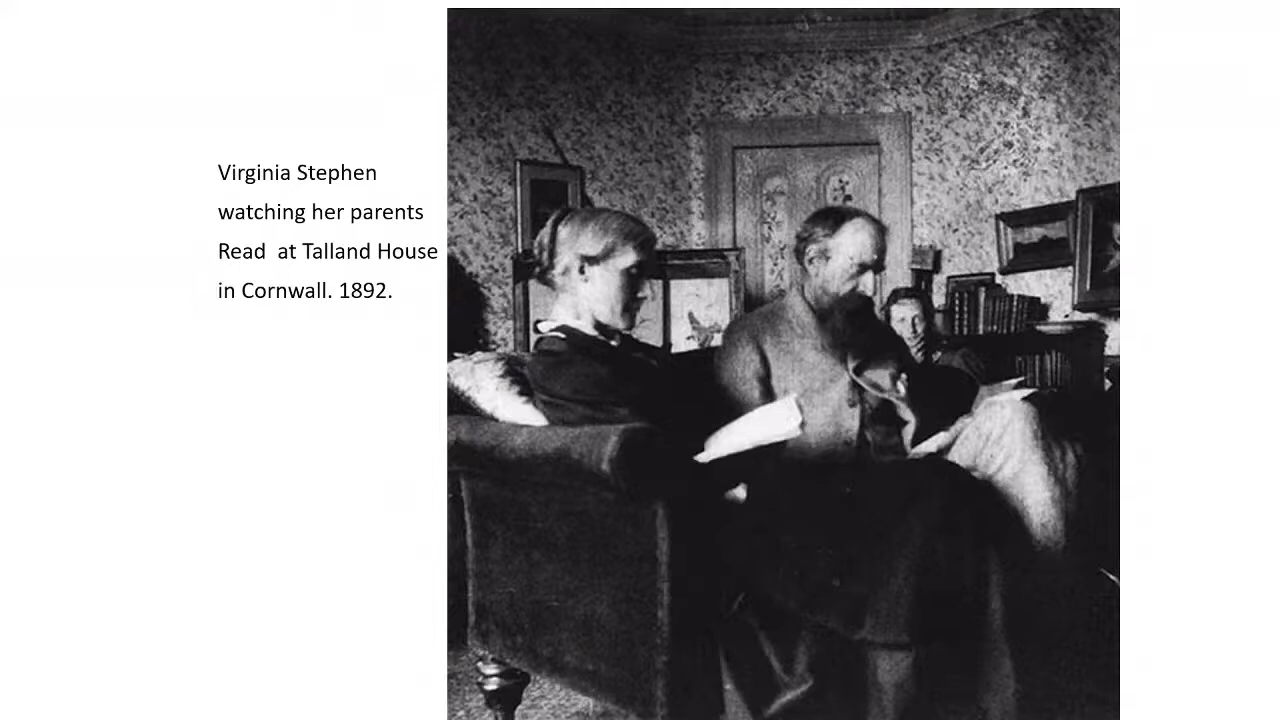 Virginia Stephen
watching her parents
Read  at Talland House
in Cornwall. 1892.